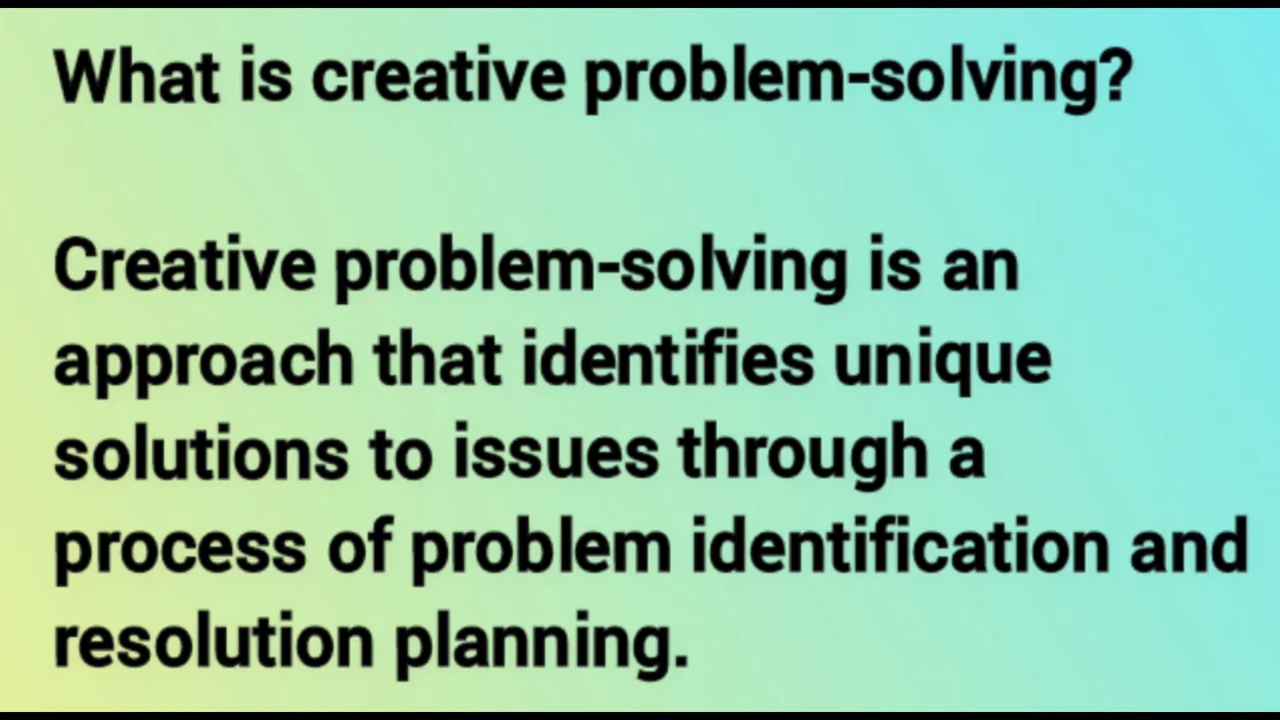 What is creative problem-solving?
Creative problem-solving is an
approach that identifies unique
solutions to issues through a
process of problem identification and
resolution planning.